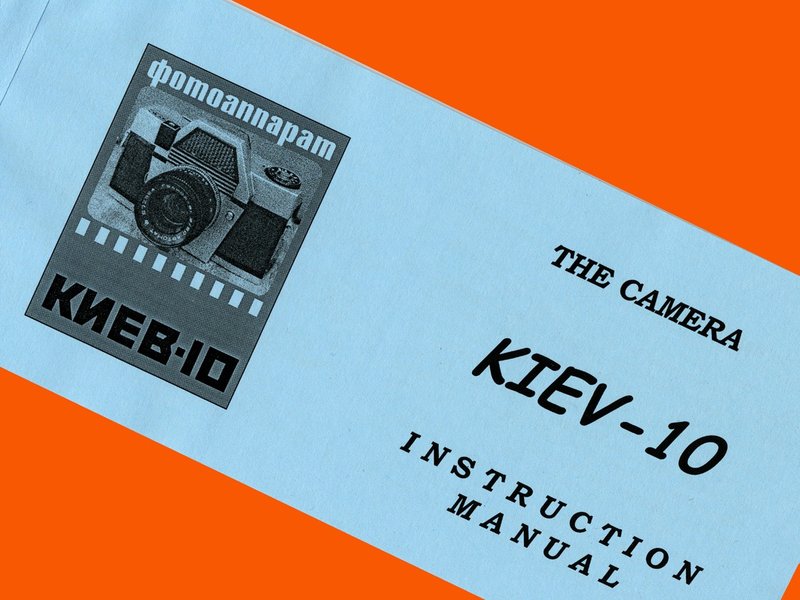 фотоаппарат
КИЕВ-10
THE CAMERA
KIEV-10
INSTRUCTION
MANUAL